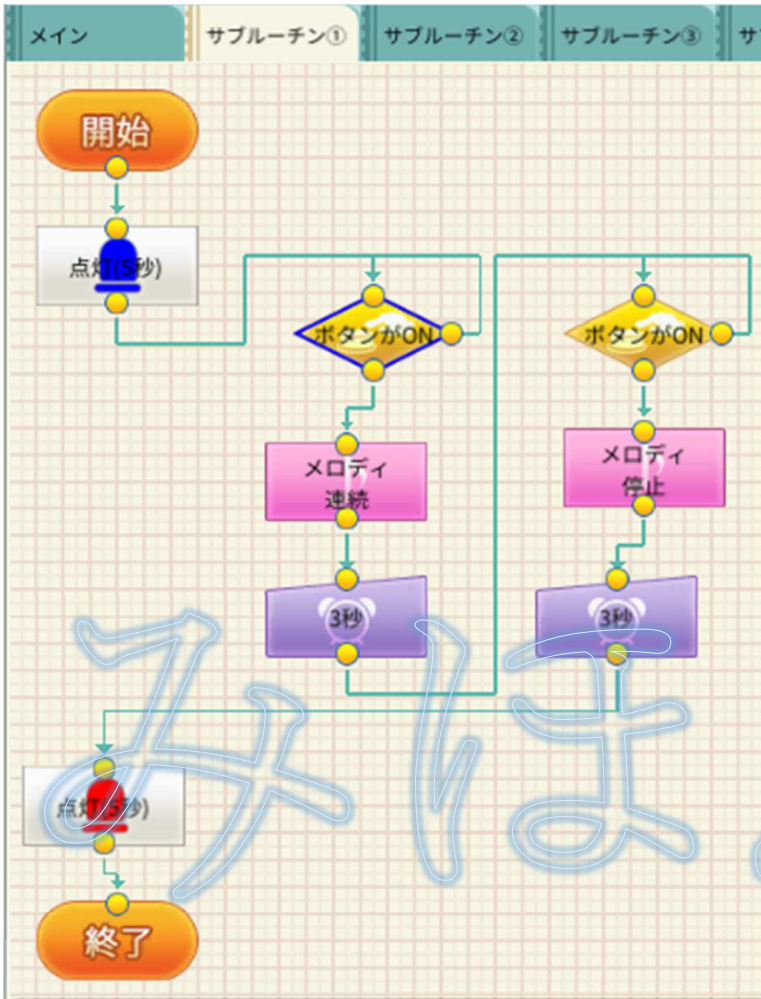 メイン
サブルーチン①
サブルーチン②
サブルーチン③
サブ
開始
点灯(5秒)
ボタンがON
メロディ
連続
3秒
ボタンがON
メロディ
停止
3秒
点灯(5秒)
終了
みほ